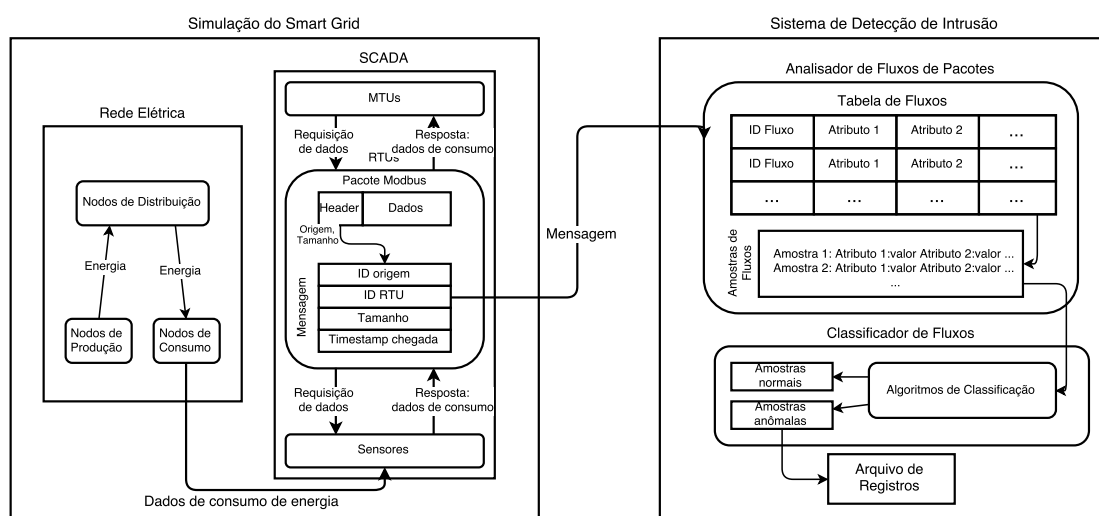 Simulação do Smart Grid
Rede Elétrica
Nodos de Distribuição
Energia
Energia
Nodos de
Produção
Nodos de
Consumo
Dados de consumo de energia
SCADA
MTUs
Requisição
de dados
Resposta:
dados de consumo
RTUs
Pacote Modbus
Header
Dados
Origem,
Tamanho
Mensagem
ID origem
ID RTU
Tamanho
Timestamp chegada
Requisição
de dados
Resposta:
dados de consumo
Sensores
Mensagem
Sistema de Detecção de Intrusão
Analisador de Fluxos de Pacotes
Tabela de Fluxos
ID Fluxo Atributo 1 Atributo 2 ...
ID Fluxo Atributo 1 Atributo 2 ...
... ... ... ...
Amostras de
Fluxos
Amostra 1: Atributo 1:valor Atributo 2:valor ...
Amostra 2: Atributo 1:valor Atributo 2:valor ...
...
Classificador de Fluxos
Amostras
normais
Amostras
anômalas
Algoritmos de Classificação
Arquivo de
Registros